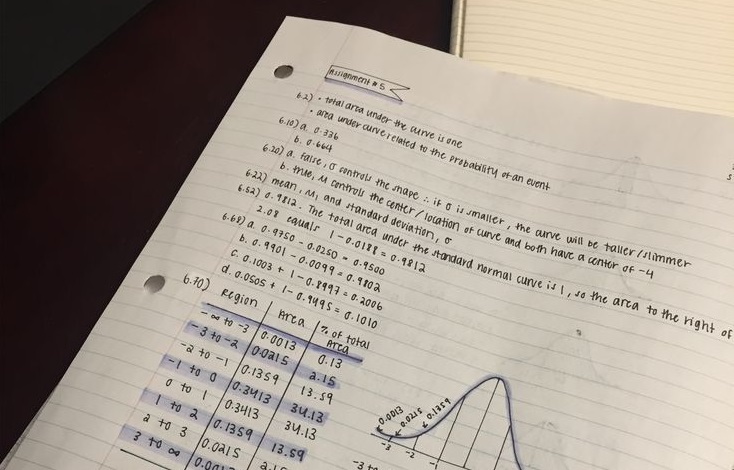 Assignment #5
6.2) • total area under the curve is one
• area under curve related to the probability of an event
6.10) a. 0.336
b. 0.664
6.20) a. false, σ controls the shape ∴ if σ is smaller, the curve will be taller/slimmer
b. true, μ controls the center/location of curve and both have a center of -4
6.22) mean, μ, and standard deviation, σ
6.52) 0.9812. The total area under the standard normal curve is 1, so the area to the right of
2.08 equals 1-0.0188 = 0.9812
6.68) a. 0.9750 - 0.0250 = 0.9500
b. 0.9901 - 0.0099 = 0.9802
c. 0.1003 + 1 - 0.8997 = 0.2006
d. 0.0505 + 1 - 0.9495 = 0.1010
6.70)
Region Area % of total Area
-∞ to -3 0.0013 0.13
-3 to -2 0.0215 2.15
-2 to -1 0.1359 13.59
-1 to 0 0.3413 34.13
0 to 1 0.3413 34.13
1 to 2 0.1359 13.59
2 to 3 0.0215
3 to ∞
0.0013
0.0215
0.1359
-3 -2 -1